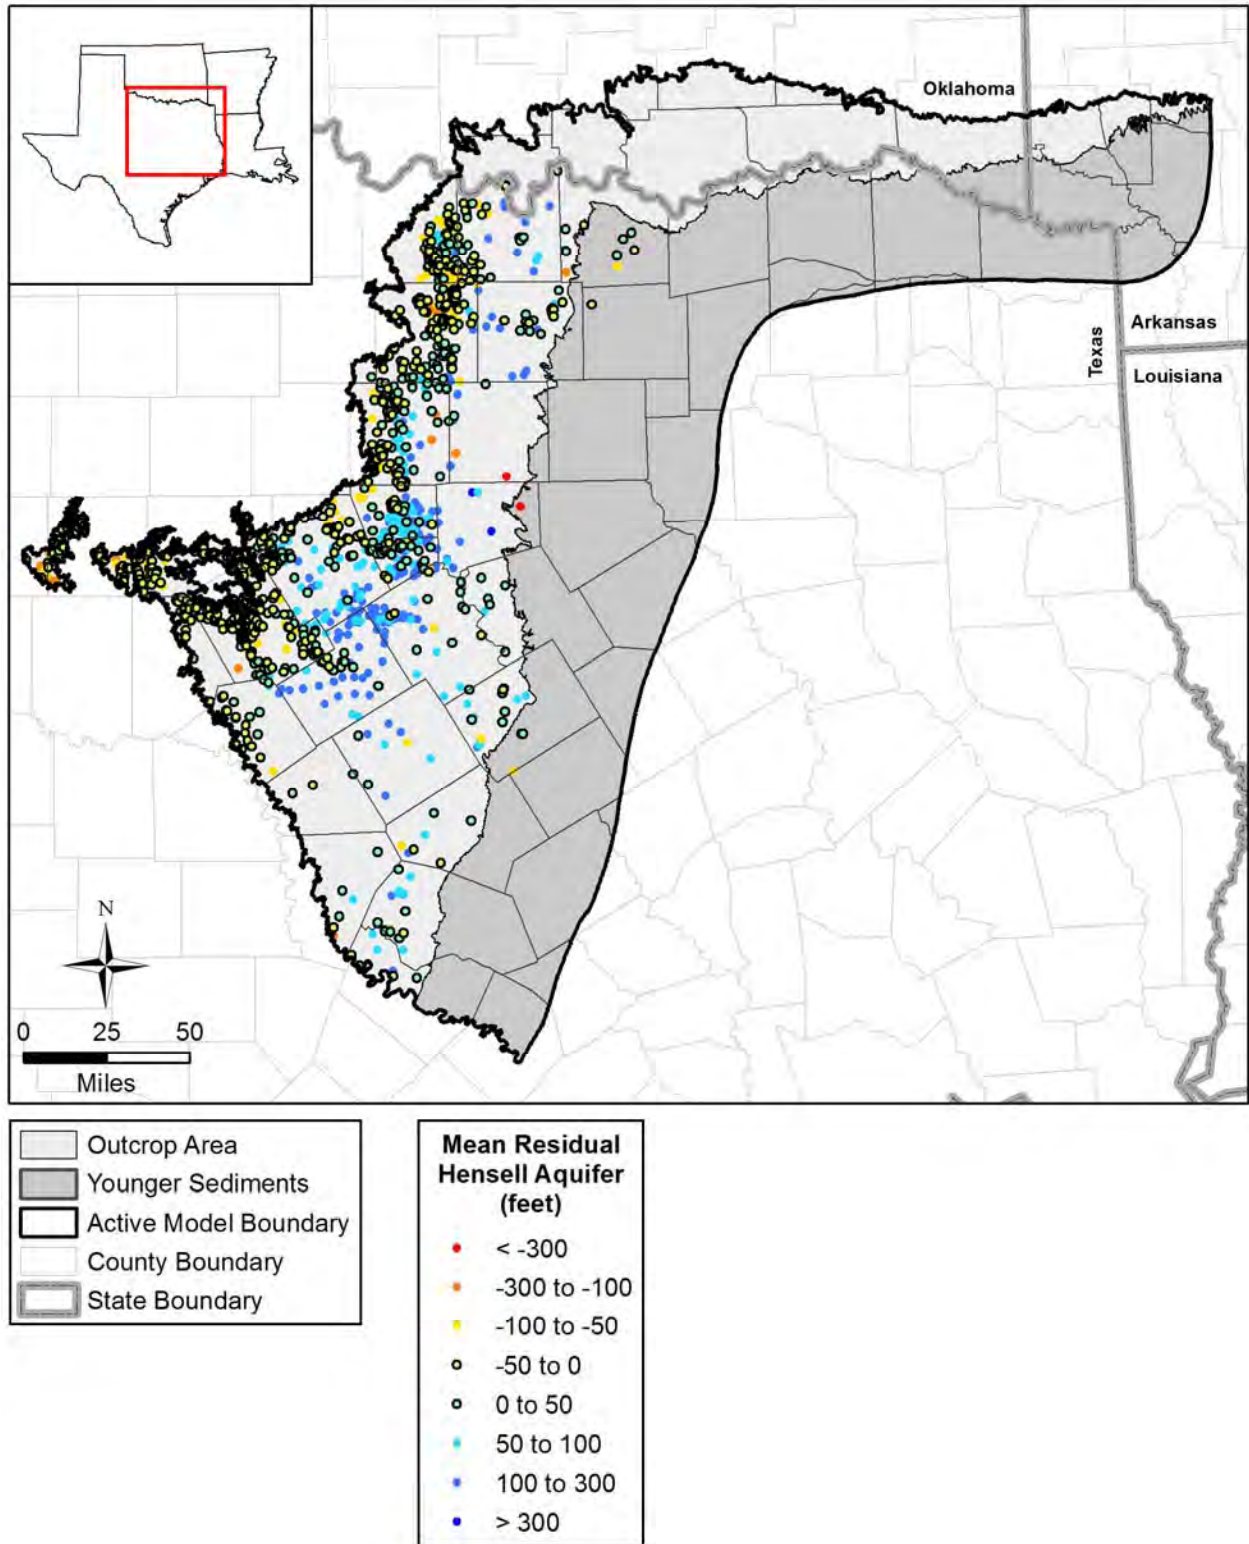 Oklahoma
Arkansas
Texas
Louisiana
N
0 25 50
Miles
Outcrop Area
Younger Sediments
Active Model Boundary
County Boundary
State Boundary
Mean Residual
Hensell Aquifer
(feet)
< -300
-300 to -100
-100 to -50
-50 to 0
0 to 50
50 to 100
100 to 300
> 300